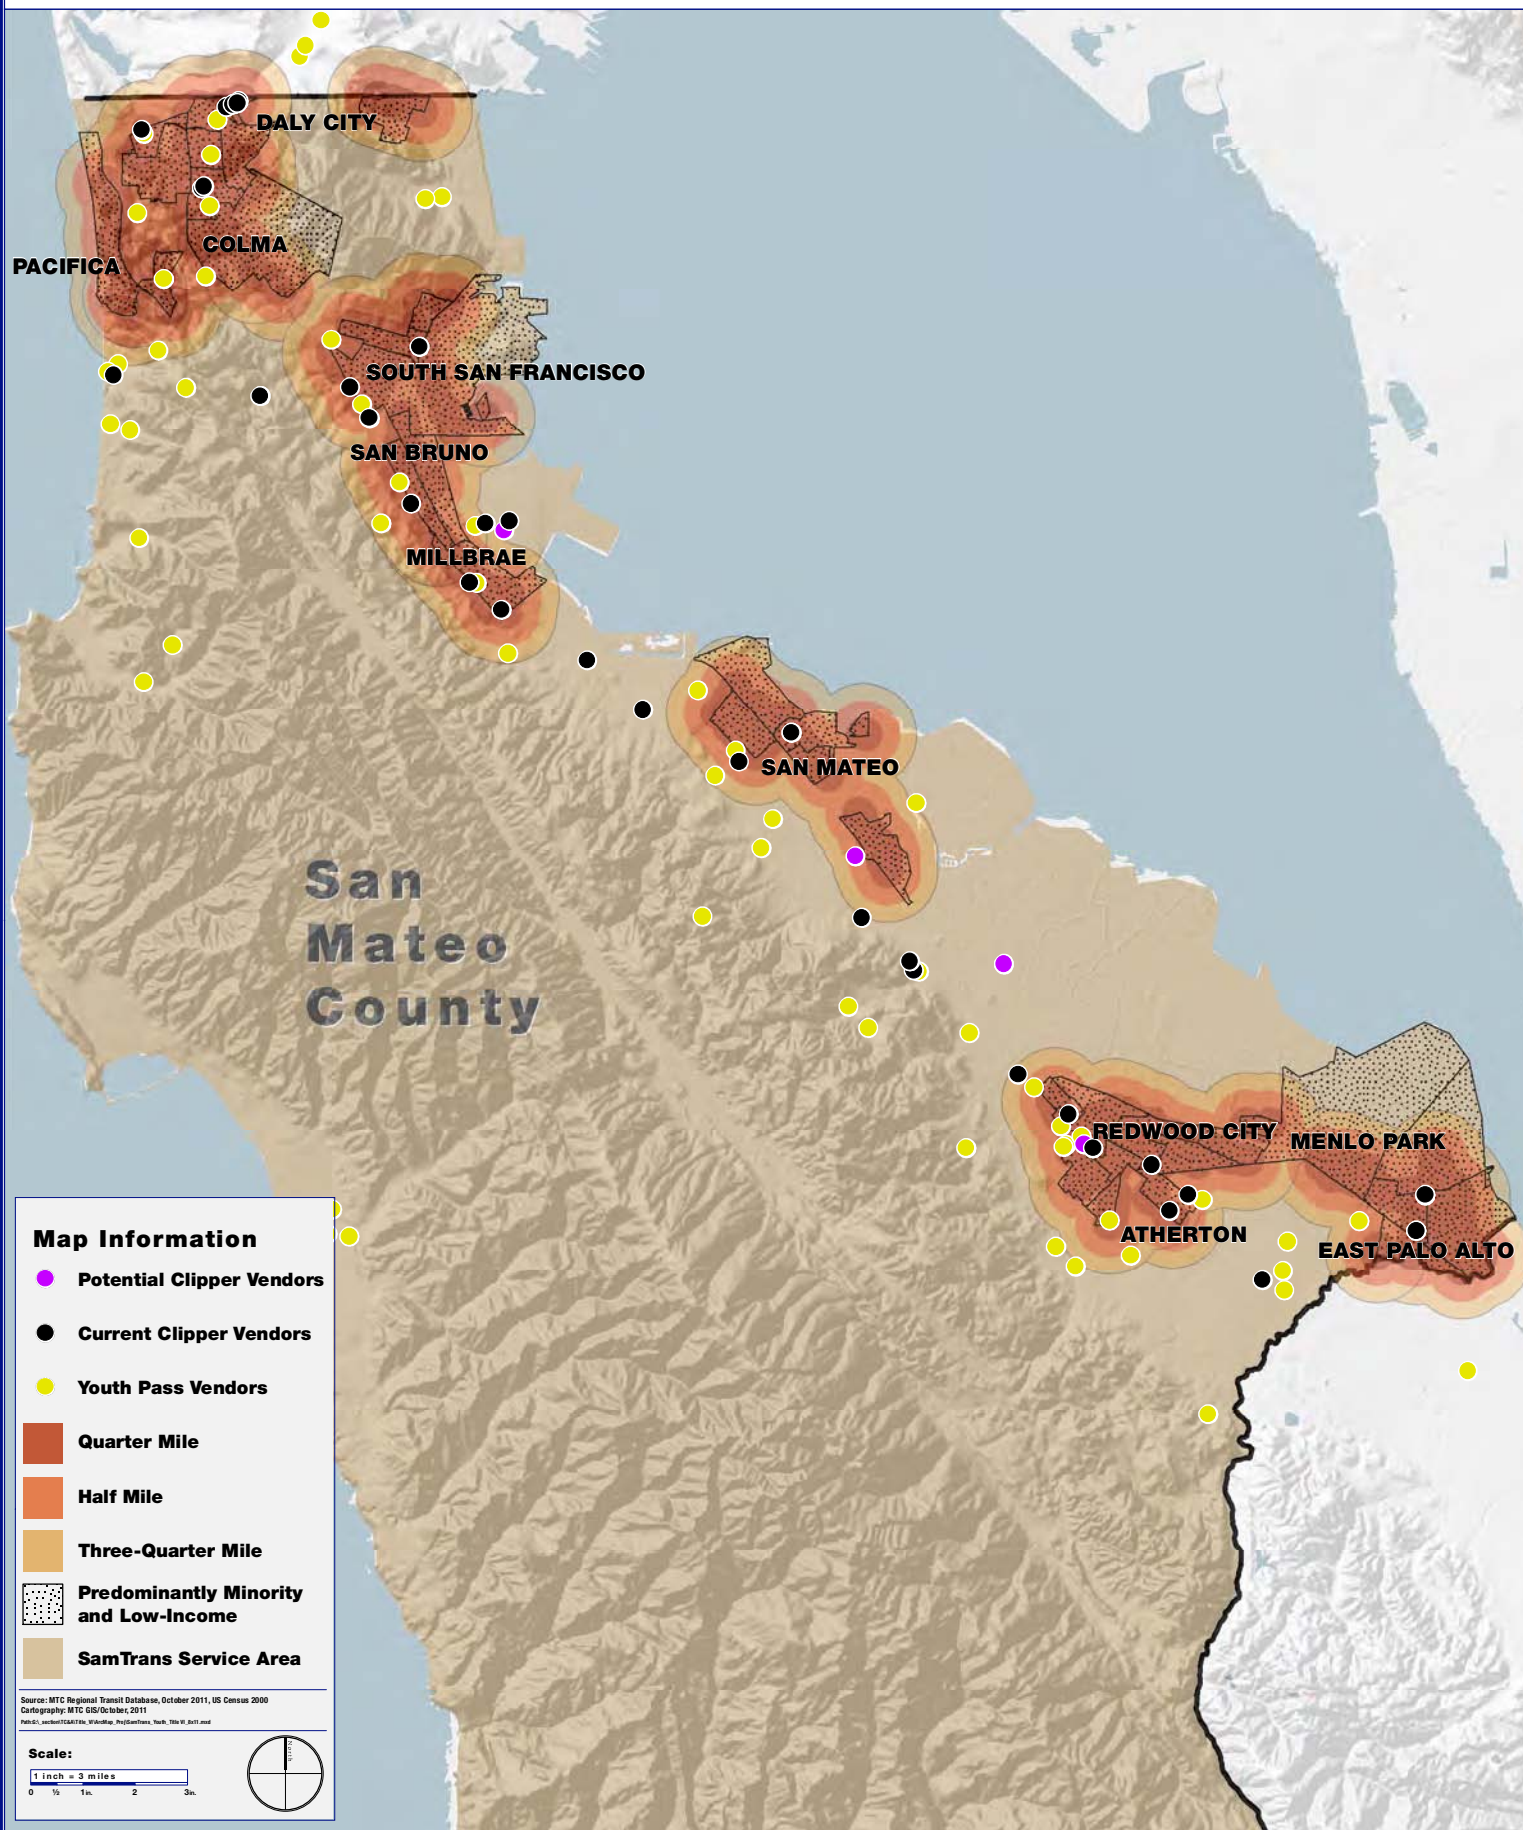 DALY CITY
COLMA
PACIFICA
SOUTH SAN FRANCISCO
SAN BRUNO
MILLBRAE
SAN MATEO
San
Mateo
County
REDWOOD CITY
MENLO PARK
ATHERTON
EAST PALO ALTO
Map Information
Potential Clipper Vendors
Current Clipper Vendors
Youth Pass Vendors
Quarter Mile
Half Mile
Three-Quarter Mile
Predominantly Minority
and Low-Income
SamTrans Service Area
Source: MTC Regional Transit Database, October 2011, US Census 2000
Cartography: MTC GIS/October, 2011
Scale:
1 inch = 3 miles
0 ½ 1in. 2 3in.
North